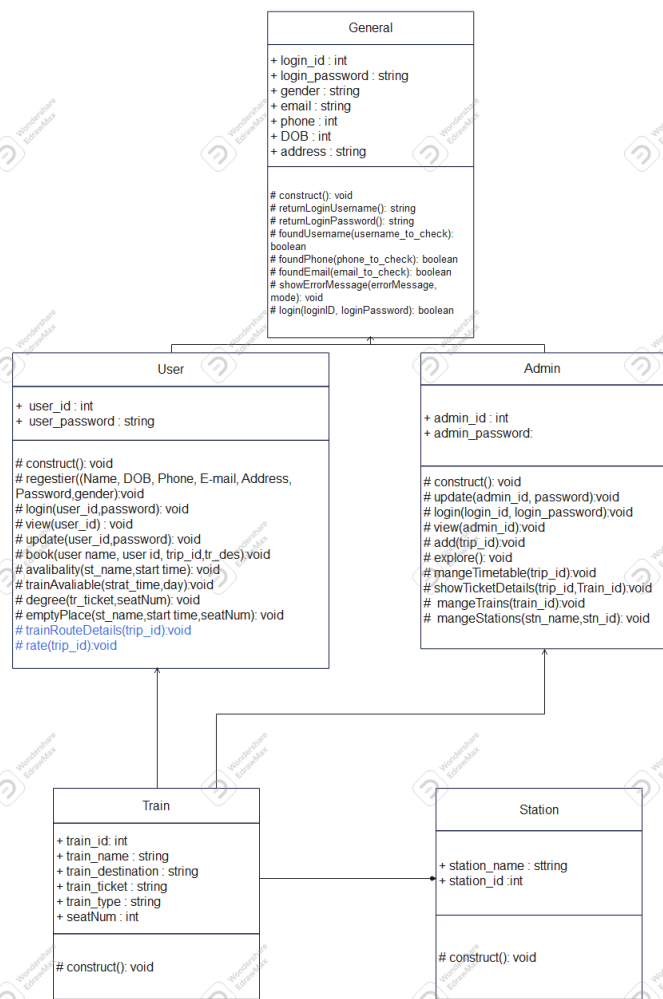 General
+ login_id : int
+ login_password : string
+ gender : string
+ email : string
+ phone : int
+ DOB : int
+ address : string
# construct(): void
# returnLoginUsername(): string
# returnLoginPassword(): string
# foundUsername(username_to_check):
boolean
# foundPhone(phone_to_check): boolean
# foundEmail(email_to_check): boolean
# showErrorMessage(errorMessage,
mode): void
# login(loginID, loginPassword): boolean
User
+ user_id : int
+ user_password : string
# construct(): void
# regestier((Name, DOB, Phone, E-mail, Address,
Password,gender):void
# login(user_id,password): void
# view(user_id) : void
# update(user_id,password): void
# book(user name, user id, trip_id,tr_des):void
# avalibality(st_name,start time): void
# trainAvaliable(strat_time,day): void
# degree(tr_ticket,seatNum): void
# emptyPlace(st_name,start time,seatNum): void
# trainRouteDetails(trip_id):void
# rate(trip_id):void
Admin
+ admin_id : int
+ admin_password:
# construct(): void
# update(admin_id, password):void
# login(login_id, login_password):void
# view(admin_id):void
# add(trip_id):void
# explore(): void
# mangeTimetable(trip_id):void
# showTicketDetails(trip_id,Train_id):void
# mangeTrains(train_id): void
# mangeStations(stn_name,stn_id): void
Train
+ train_id: int
+ train_name : string
+ train_destination : string
+ train_ticket : string
+ train_type : string
+ seatNum : int
# construct(): void
Station
+ station_name : sttring
+ station_id :int
# construct(): void
Wondershare
EdrawMax